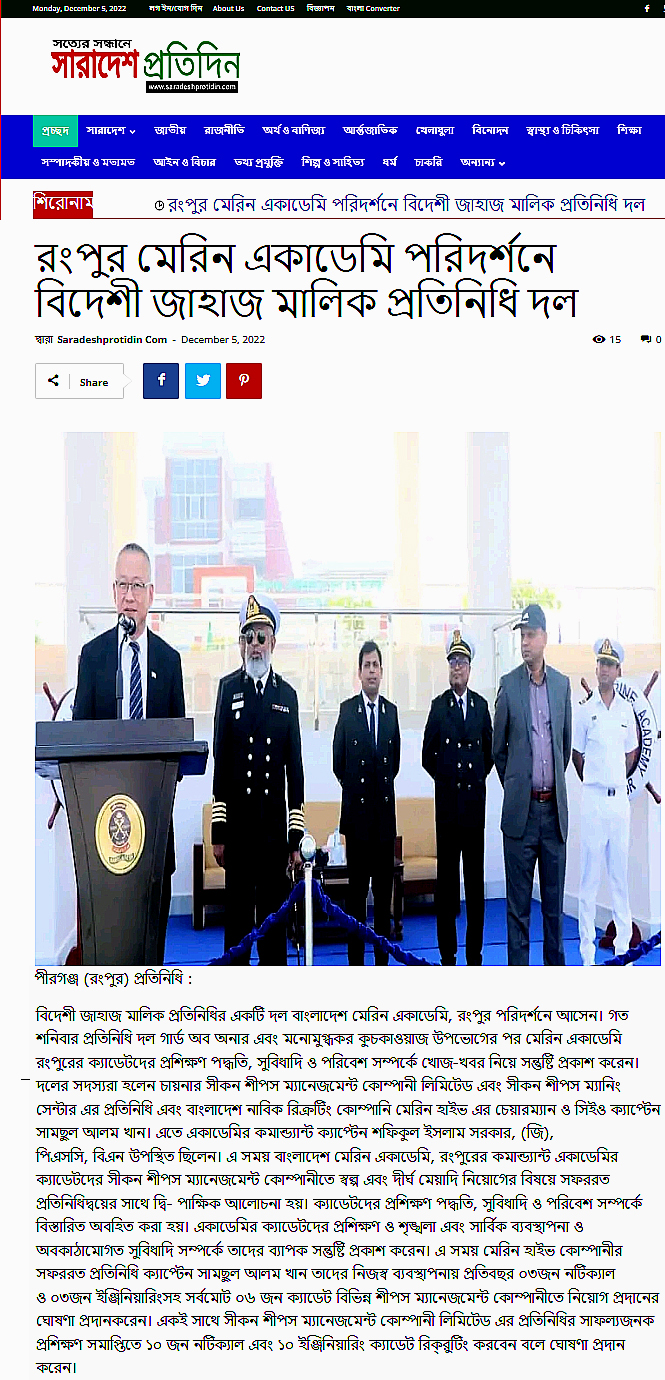 Monday, December 5, 2022 লগ ইন/যোগ দিন About Us Contact US বিজ্ঞাপন বাংলা Converter
সত্যের সন্ধানে
সারাদেশ প্রতিদিন
www.saradeshprotidin.com
প্রচ্ছদ সারাদেশ জাতীয় রাজনীতি অর্থ ও বাণিজ্য আর্ন্তজাতিক খেলাধুলা বিনোদন স্বাস্থ্য ও চিকিৎসা শিক্ষা
সম্পাদকীয় ও মতামত আইন ও বিচার তথ্য প্রযুক্তি শিল্প ও সাহিত্য ধর্ম চাকরি অন্যান্য
শিরোনাম রংপুর মেরিন একাডেমি পরিদর্শনে বিদেশী জাহাজ মালিক প্রতিনিধি দল
রংপুর মেরিন একাডেমি পরিদর্শনে
বিদেশী জাহাজ মালিক প্রতিনিধি দল
দ্বারা Saradeshprotidin Com - December 5, 2022 15 0
Share
RINE ACADEMY
পীরগঞ্জ (রংপুর) প্রতিনিধি :
বিদেশী জাহাজ মালিক প্রতিনিধির একটি দল বাংলাদেশ মেরিন একাডেমি, রংপুর পরিদর্শনে আসেন। গত
শনিবার প্রতিনিধি দল গার্ড অব অনার এবং মনোমুগ্ধকর কুচকাওয়াজ উপভোগের পর মেরিন একাডেমি
রংপুরের ক্যাডেটদের প্রশিক্ষণ পদ্ধতি, সুবিধাদি ও পরিবেশ সম্পর্কে খোজ-খবর নিয়ে সন্তুষ্টি প্রকাশ করেন।
দলের সদস্যরা হলেন চায়নার সীকন শীপস ম্যানেজমেন্ট কোম্পানী লিমিটেড এবং সীকন শীপস ম্যানিং
সেন্টার এর প্রতিনিধি এবং বাংলাদেশ নাবিক রিক্রটিং কোম্পানি মেরিন হাইভ এর চেয়ারম্যান ও সিইও ক্যাপ্টেন
সামছুল আলম খান। এতে একাডেমির কমান্ড্যান্ট ক্যাপ্টেন শফিকুল ইসলাম সরকার, (জি),
পিএসসি, বিএন উপস্থিত ছিলেন। এ সময় বাংলাদেশ মেরিন একাডেমি, রংপুরের কমান্ড্যান্ট একাডেমির
ক্যাডেটদের সীকন শীপস ম্যানেজমেন্ট কোম্পানীতে স্বল্প এবং দীর্ঘ মেয়াদি নিয়োগের বিষয়ে সফররত
প্রতিনিধিদ্বয়ের সাথে দ্বি- পাক্ষিক আলোচনা হয়। ক্যাডেটদের প্রশিক্ষণ পদ্ধতি, সুবিধাদি ও পরিবেশ সম্পর্কে
বিস্তারিত অবহিত করা হয়। একাডেমির ক্যাডেটদের প্রশিক্ষণ ও শৃঙ্খলা এবং সার্বিক ব্যবস্থাপনা ও
অবকাঠামোগত সুবিধাদি সম্পর্কে তাদের ব্যাপক সন্তুষ্টি প্রকাশ করেন। এ সময় মেরিন হাইভ কোম্পানীর
সফররত প্রতিনিধি ক্যাপ্টেন সামছুল আলম খান তাদের নিজস্ব ব্যবস্থাপনায় প্রতিবছর ০৩জন নটিক্যাল
ও ০৩জন ইঞ্জিনিয়ারিংসহ সর্বমোট ০৬ জন ক্যাডেট বিভিন্ন শীপস ম্যানেজমেন্ট কোম্পানীতে নিয়োগ প্রদানের
ঘোষণা প্রদানকরেন। একই সাথে সীকন শীপস ম্যানেজমেন্ট কোম্পানী লিমিটেড এর প্রতিনিধির সাফল্যজনক
প্রশিক্ষণ সমাপ্তিতে ১০ জন নটিক্যাল এবং ১০ ইঞ্জিনিয়ারিং ক্যাডেট রিক্রুটিং করবেন বলে ঘোষণা প্রদান
করেন।